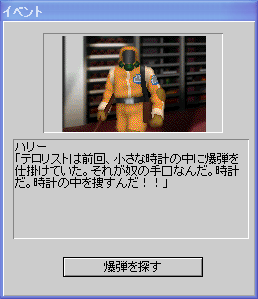 イベント
ハリー
「テロリストは前回、小さな時計の中に爆弾を
仕掛けていた。それが奴の手口なんだ。時計
だ。時計の中を捜すんだ！！」
爆弾を探す